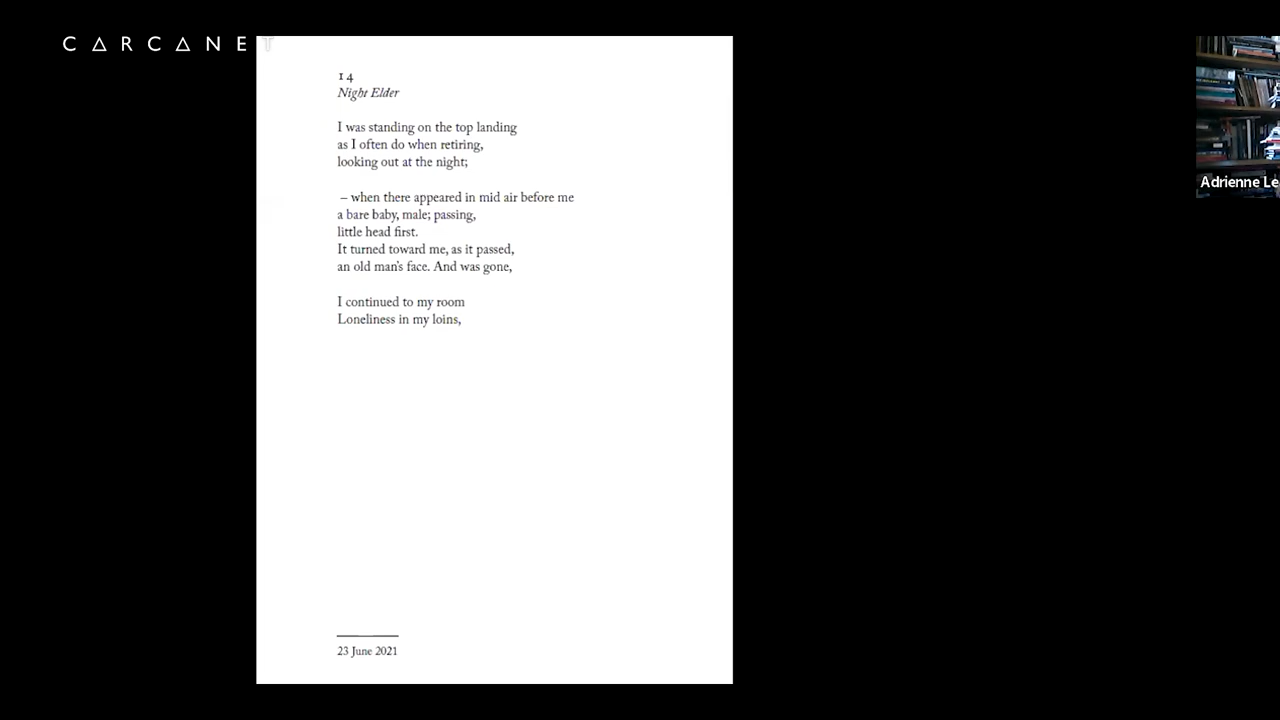 CARCANET
14
Night Elder
I was standing on the top landing
as I often do when retiring,
looking out at the night;
– when there appeared in mid air before me
a bare baby, male; passing,
little head first.
It turned toward me, as it passed,
an old man's face. And was gone,
I continued to my room
Loneliness in my loins,
23 June 2021
Adrienne Le